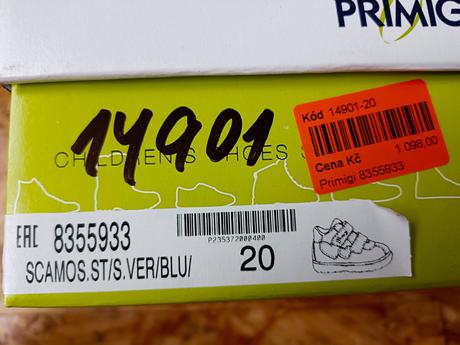 PRIMIG
14901
CHILDREN'S SHOES S
Kód 14901-20
Cena Kč 1 098,00
Primigi 8355933
EAC 8355933
P235372000400
SCAMOS.ST/S.VER/BLU/
20